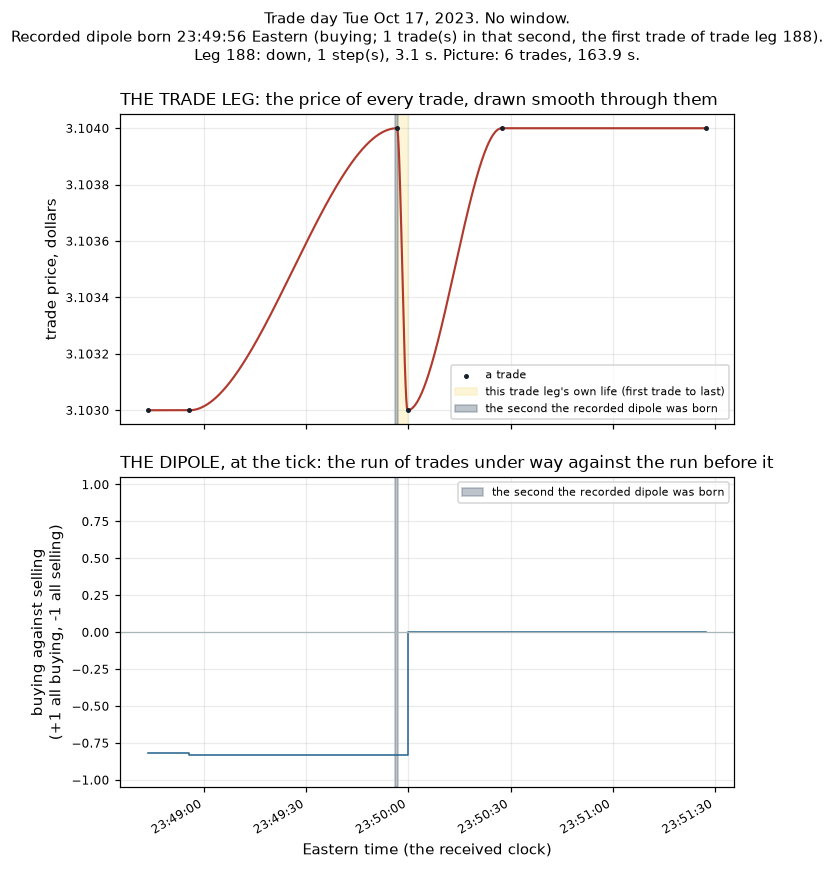 Trade day Tue Oct 17, 2023. No window.
Recorded dipole born 23:49:56 Eastern (buying; 1 trade(s) in that second, the first trade of trade leg 188).
Leg 188: down, 1 step(s), 3.1 s. Picture: 6 trades, 163.9 s.
THE TRADE LEG: the price of every trade, drawn smooth through them
trade price, dollars
3.1040
3.1038
3.1036
3.1034
3.1032
3.1030
a trade
this trade leg's own life (first trade to last)
the second the recorded dipole was born
THE DIPOLE, at the tick: the run of trades under way against the run before it
buying against selling
(+1 all buying, -1 all selling)
1.00
0.75
0.50
0.25
0.00
−0.25
−0.50
−0.75
−1.00
the second the recorded dipole was born
23:49:00
23:49:30
23:50:00
23:50:30
23:51:00
23:51:30
Eastern time (the received clock)